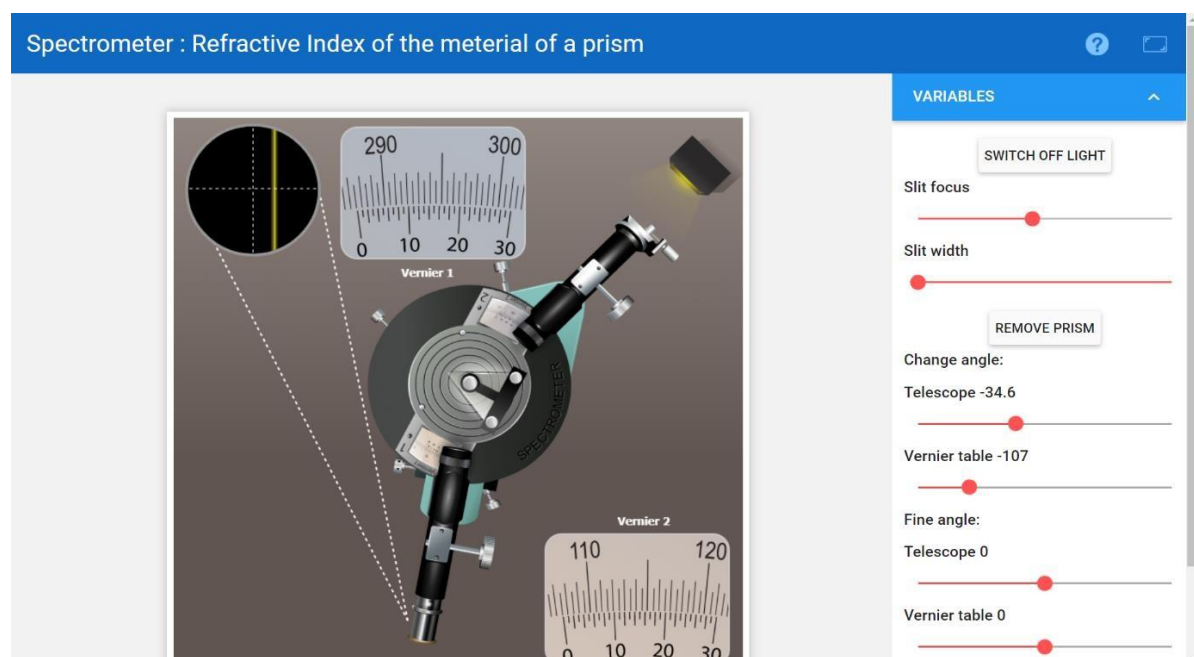 Spectrometer : Refractive Index of the meterial of a prism
?
VARIABLES
SWITCH OFF LIGHT
Slit focus
Slit width
REMOVE PRISM
Change angle:
Telescope -34.6
Vernier table -107
Fine angle:
Telescope 0
Vernier table 0
290 300
0 10 20 30
Vernier 1
2
SPECTROMETER
1
Vernier 2
110 120
0 10 20 30